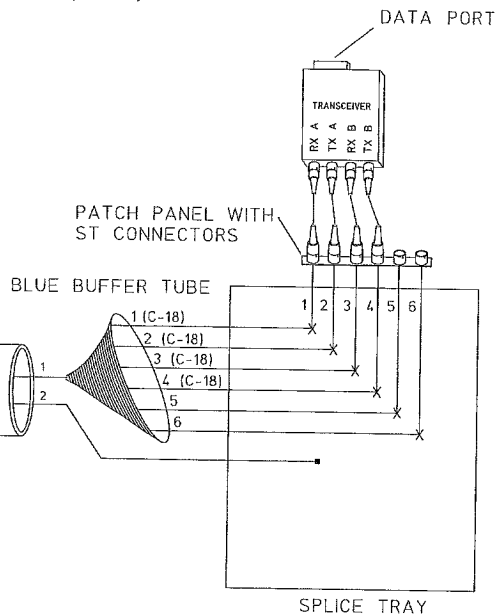 DATA PORT
TRANSCEIVER
RX A
TX A
RX B
TX B
PATCH PANEL WITH
ST CONNECTORS
BLUE BUFFER TUBE
1 2 3 4 5 6
1 (C-18)
2 (C-18)
3 (C-18)
4 (C-18)
5
6
1
2
SPLICE TRAY